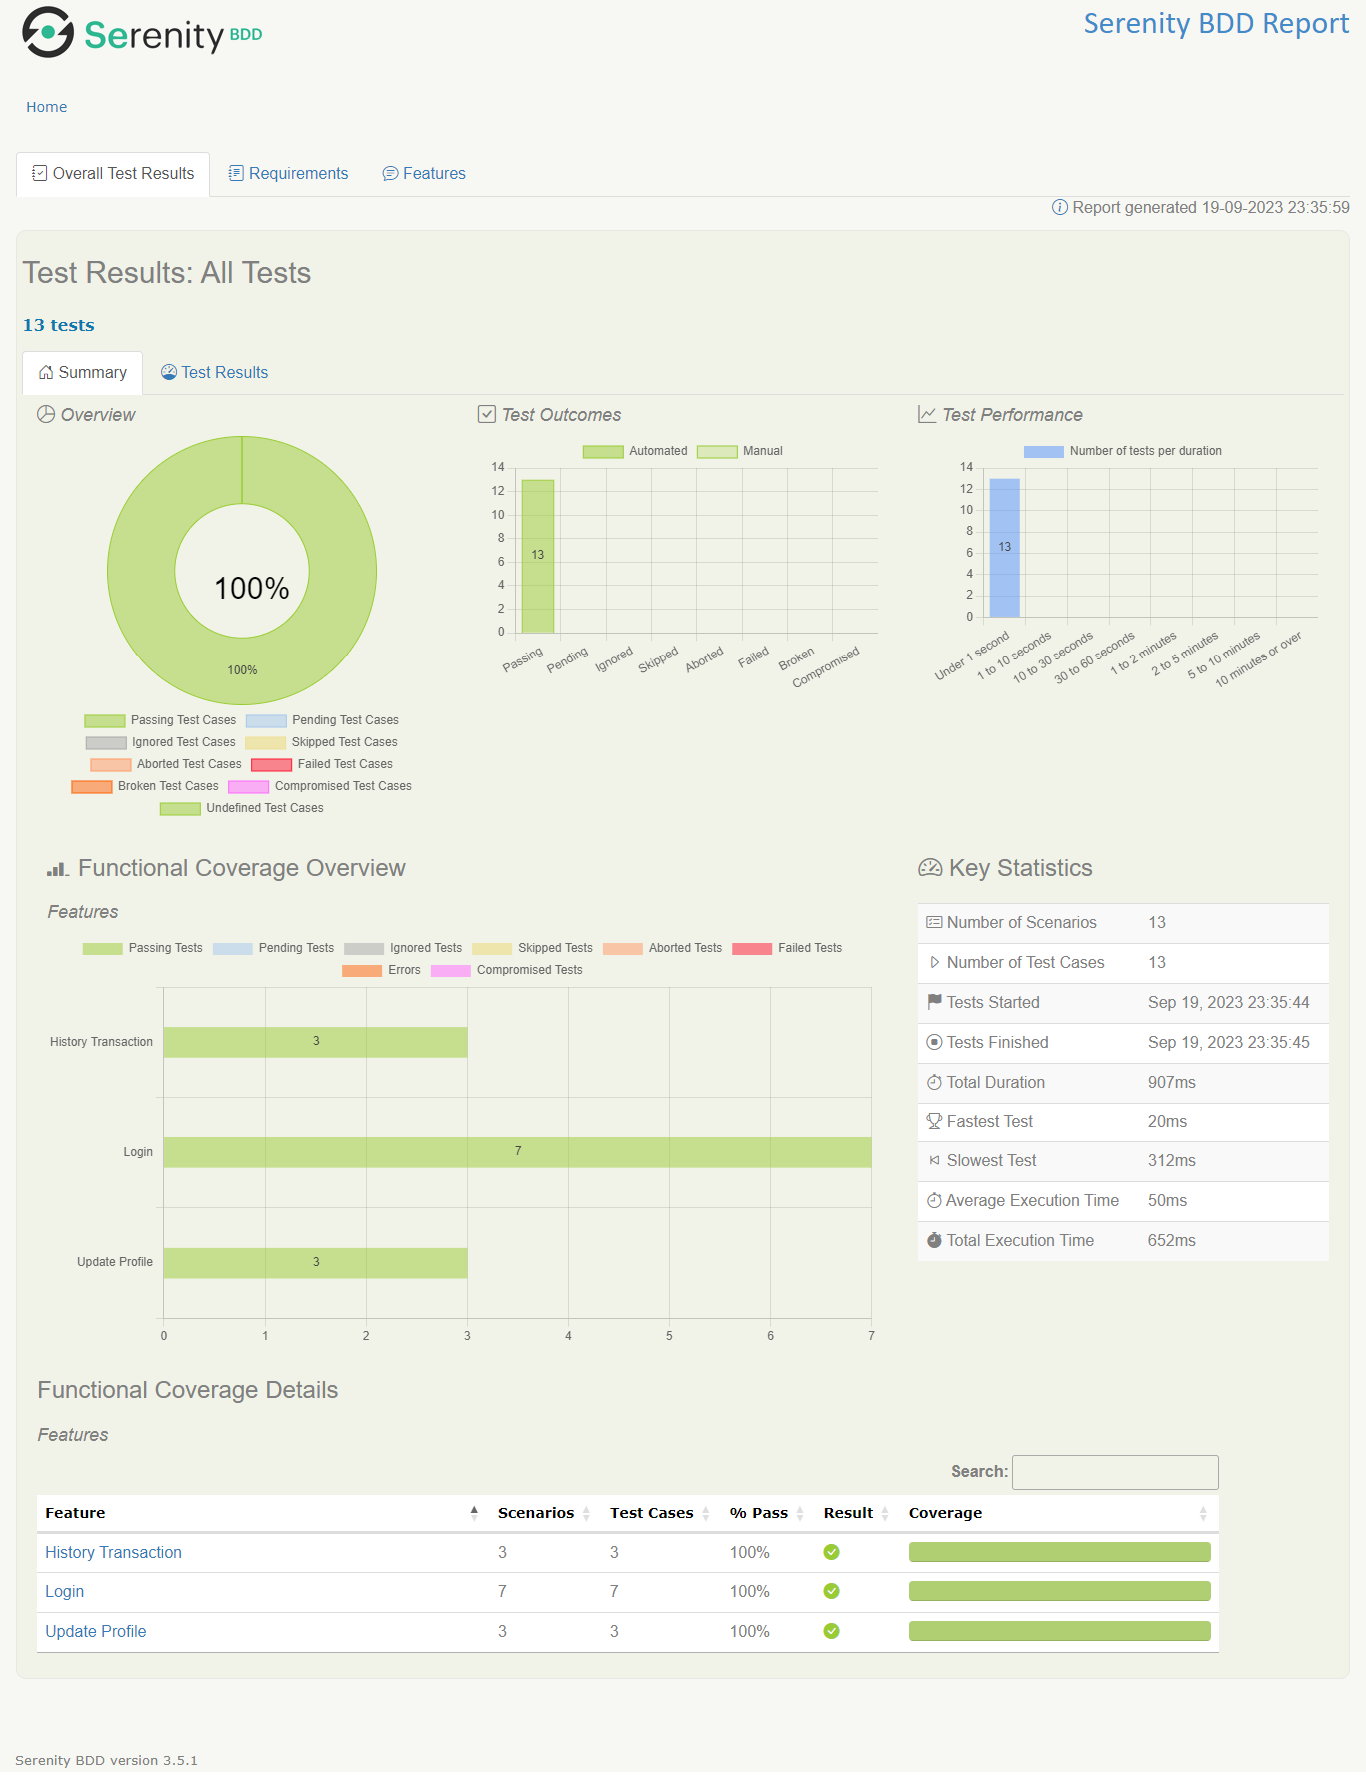 Serenity BDD
Serenity BDD Report
Home
Overall Test Results
Requirements
Features
Report generated 19-09-2023 23:35:59
Test Results: All Tests
13 tests
Summary
Test Results
Overview
100%
100%
Passing Test Cases
Pending Test Cases
Ignored Test Cases
Skipped Test Cases
Aborted Test Cases
Failed Test Cases
Broken Test Cases
Compromised Test Cases
Undefined Test Cases
Test Outcomes
Automated
Manual
14
12
10
8
6
4
2
0
13
Passing
Pending
Ignored
Skipped
Aborted
Failed
Broken
Compromised
Test Performance
Number of tests per duration
14
12
10
8
6
4
2
0
13
Under 1 second
1 to 10 seconds
10 to 30 seconds
30 to 60 seconds
1 to 2 minutes
2 to 5 minutes
5 to 10 minutes
10 minutes or over
Functional Coverage Overview
Features
Passing Tests
Pending Tests
Ignored Tests
Skipped Tests
Aborted Tests
Failed Tests
Errors
Compromised Tests
History Transaction
3
Login
7
Update Profile
3
0 1 2 3 4 5 6 7
Key Statistics
Number of Scenarios 13
Number of Test Cases 13
Tests Started Sep 19, 2023 23:35:44
Tests Finished Sep 19, 2023 23:35:45
Total Duration 907ms
Fastest Test 20ms
Slowest Test 312ms
Average Execution Time 50ms
Total Execution Time 652ms
Functional Coverage Details
Features
Search:
Feature Scenarios Test Cases % Pass Result Coverage
History Transaction 3 3 100%
Login 7 7 100%
Update Profile 3 3 100%
Serenity BDD version 3.5.1